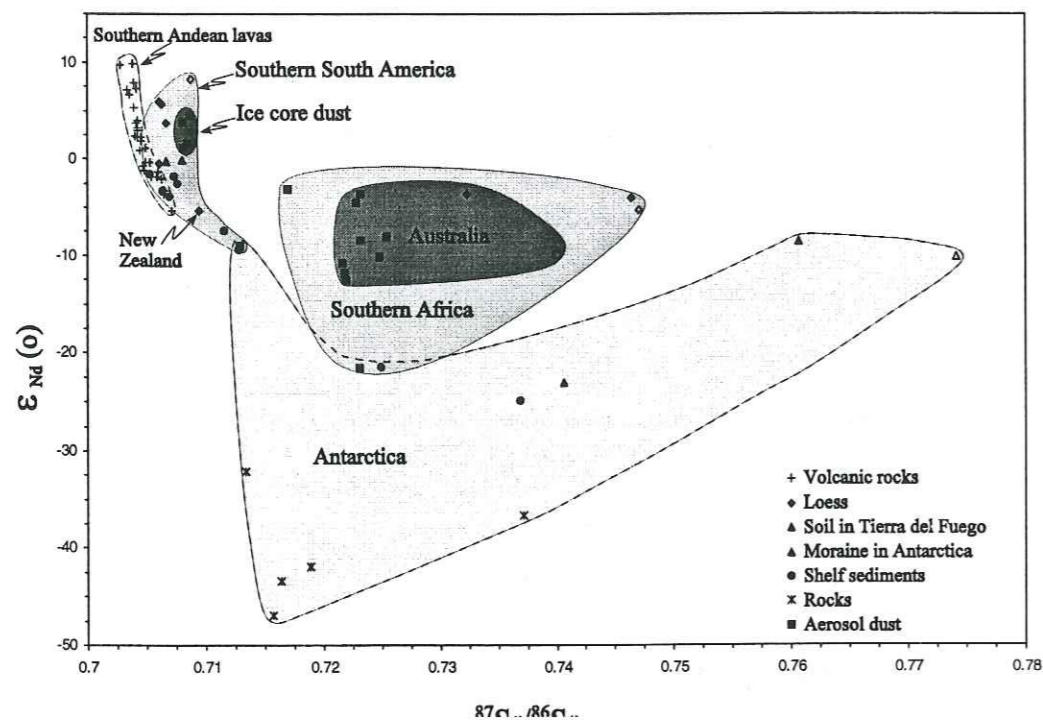 Southern Andean lavas
Southern South America
Ice core dust
New
Zealand
Australia
Southern Africa
Antarctica
+ Volcanic rocks
◆ Loess
▲ Soil in Tierra del Fuego
▲ Moraine in Antarctica
● Shelf sediments
ж Rocks
■ Aerosol dust
ε Nd (o)
10
5
0
-5
-10
-20
-30
-40
-50
0.7
0.71
0.72
0.73
0.74
0.75
0.76
0.77
0.78